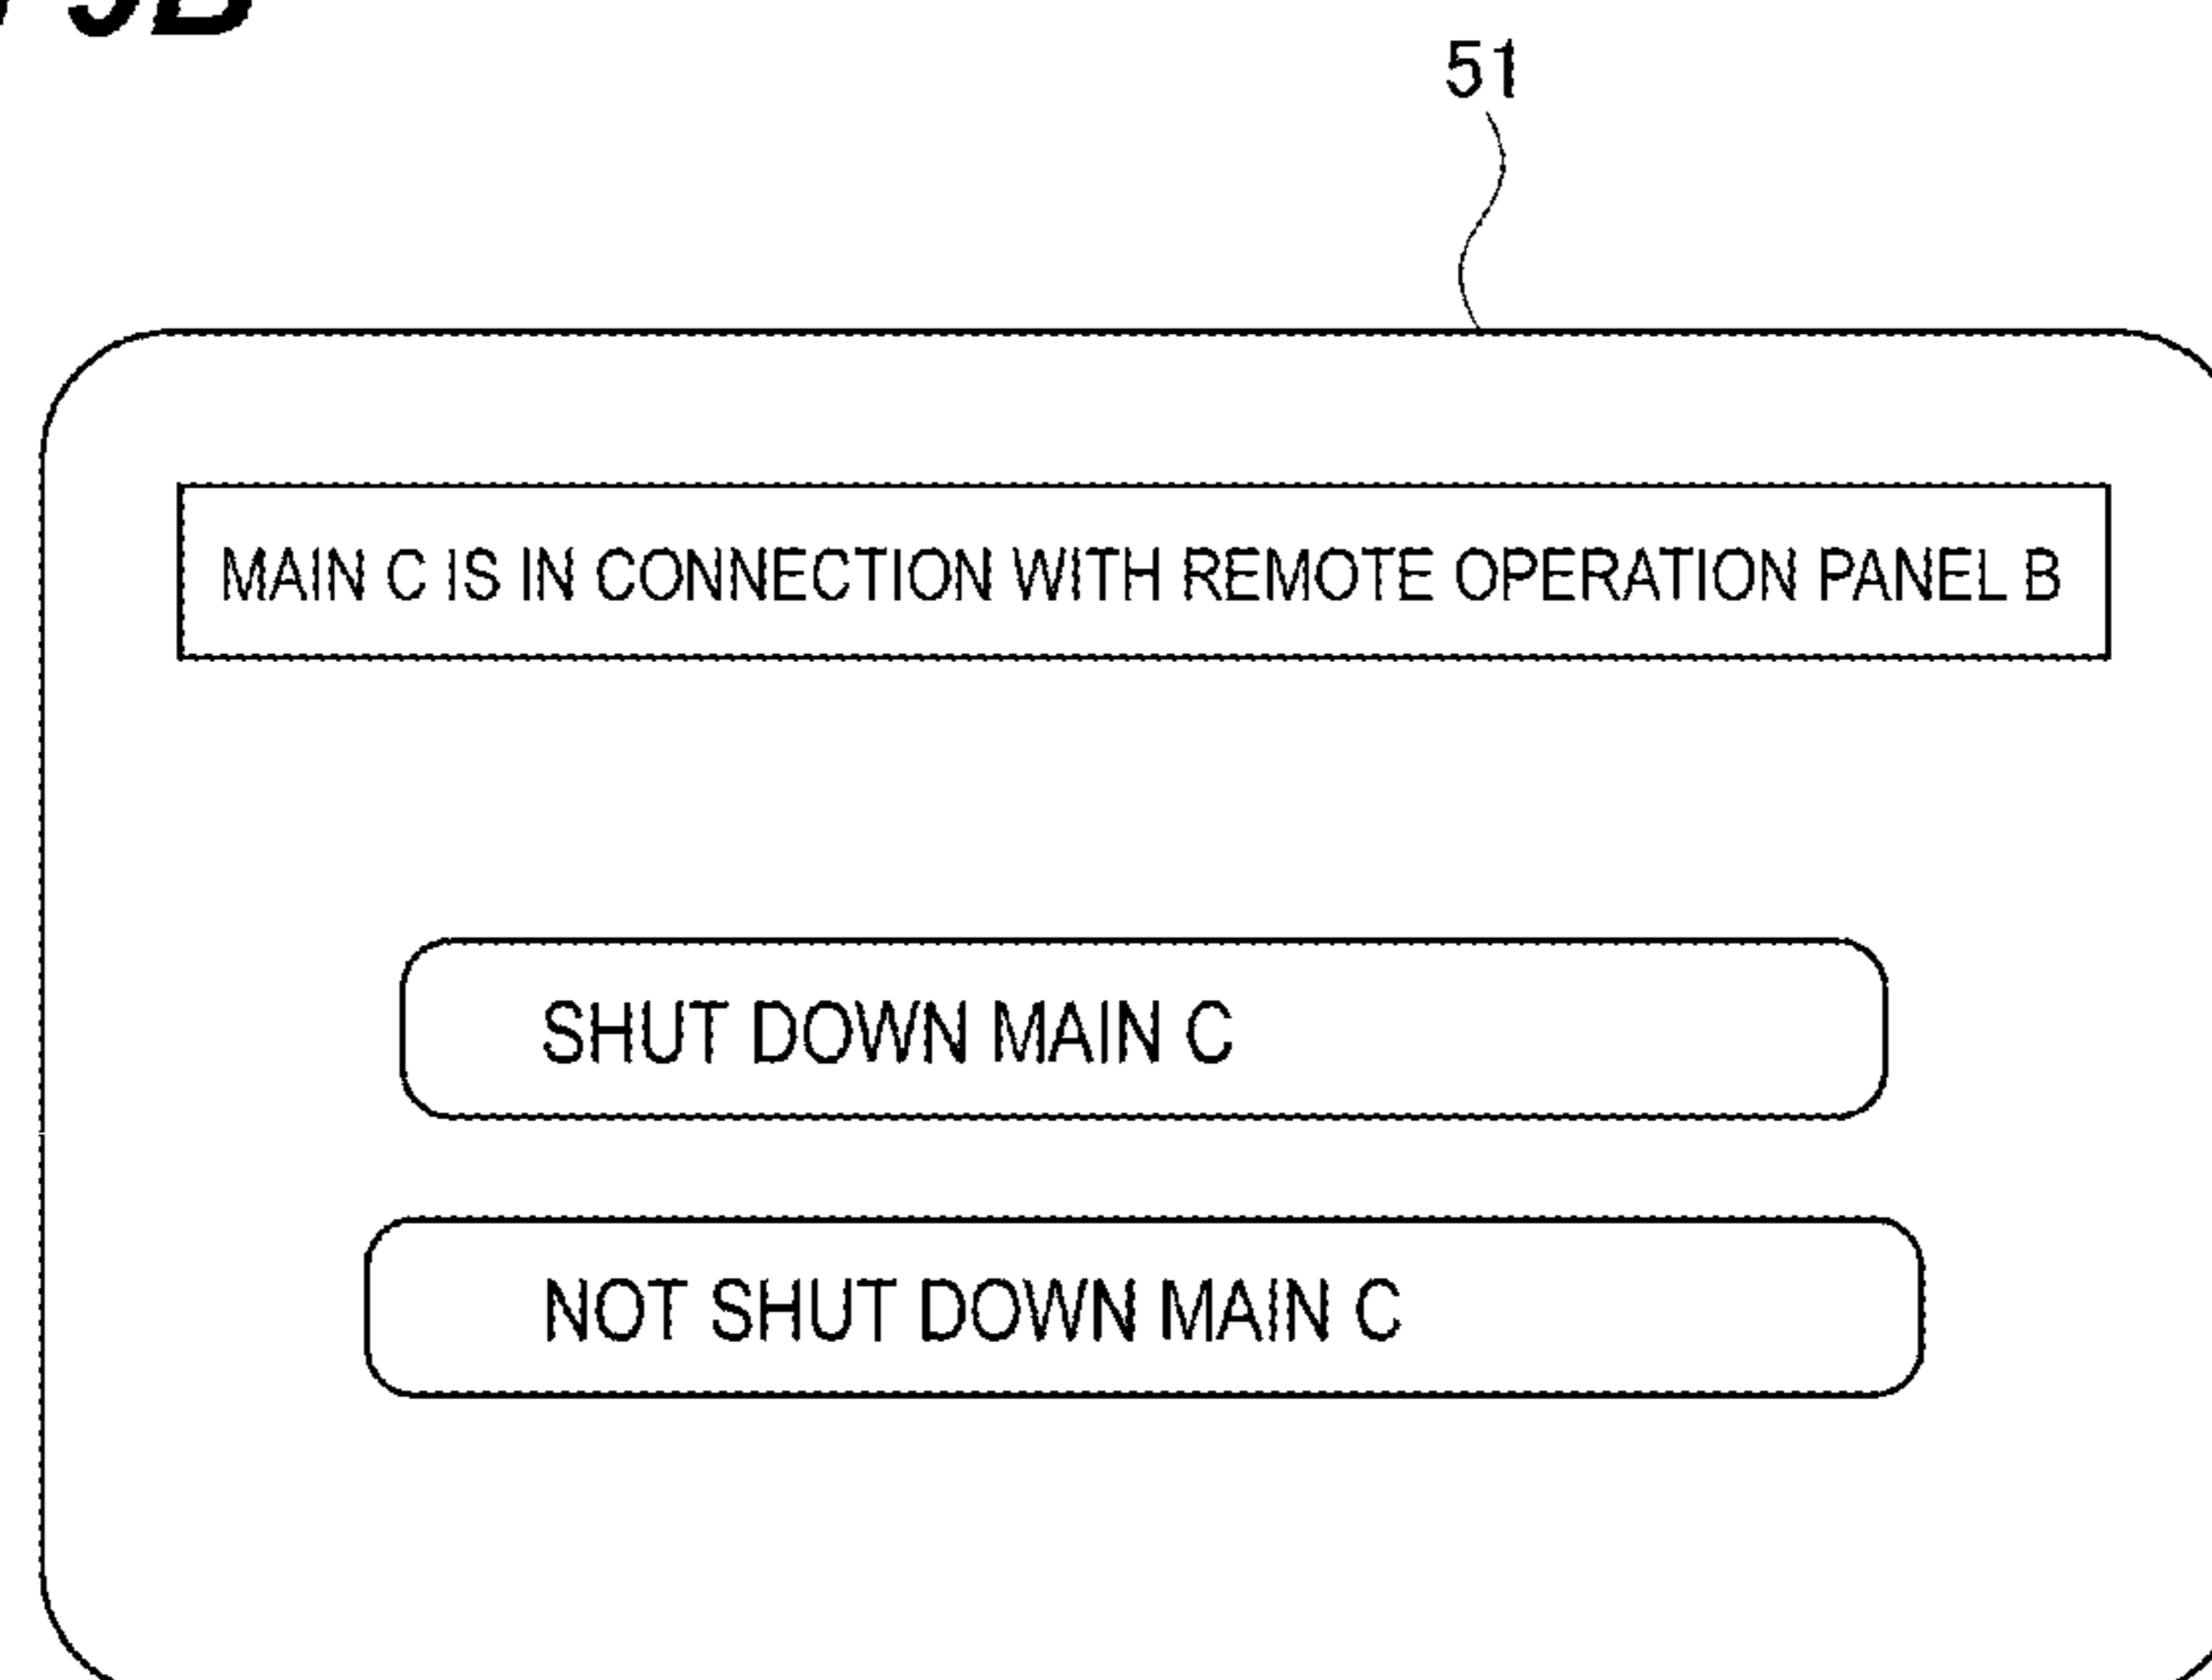 51
MAIN C IS IN CONNECTION WITH REMOTE OPERATION PANEL B
SHUT DOWN MAIN C
NOT SHUT DOWN MAIN C